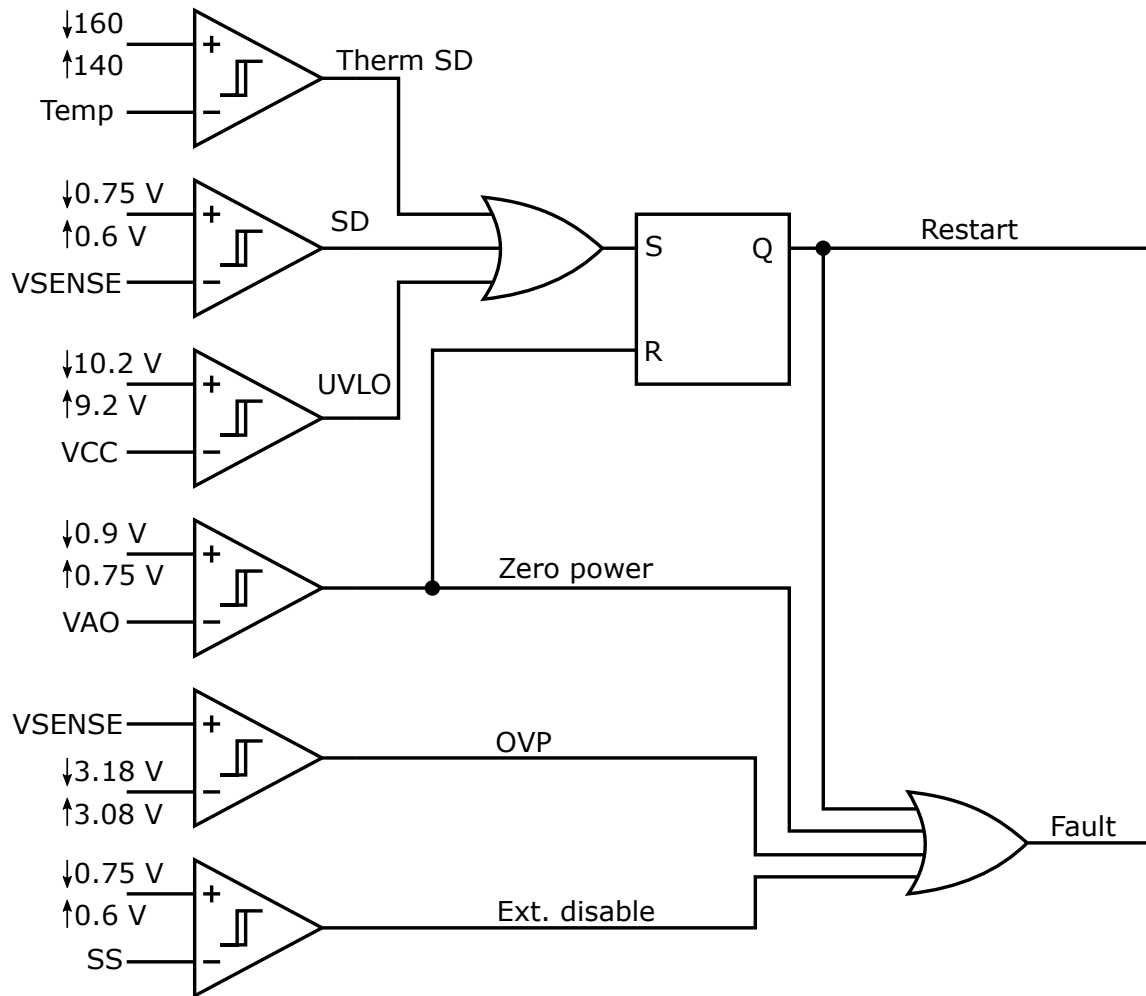 ↓160
+
Therm SD
↑140
Temp
−
↓0.75 V
+
SD
↑0.6 V
VSENSE
−
S
Q
Restart
R
↓10.2 V
+
UVLO
↑9.2 V
VCC
−
↓0.9 V
+
Zero power
↑0.75 V
VAO
−
VSENSE
+
OVP
↓3.18 V
−
↑3.08 V
Fault
↓0.75 V
+
Ext. disable
↑0.6 V
SS
−